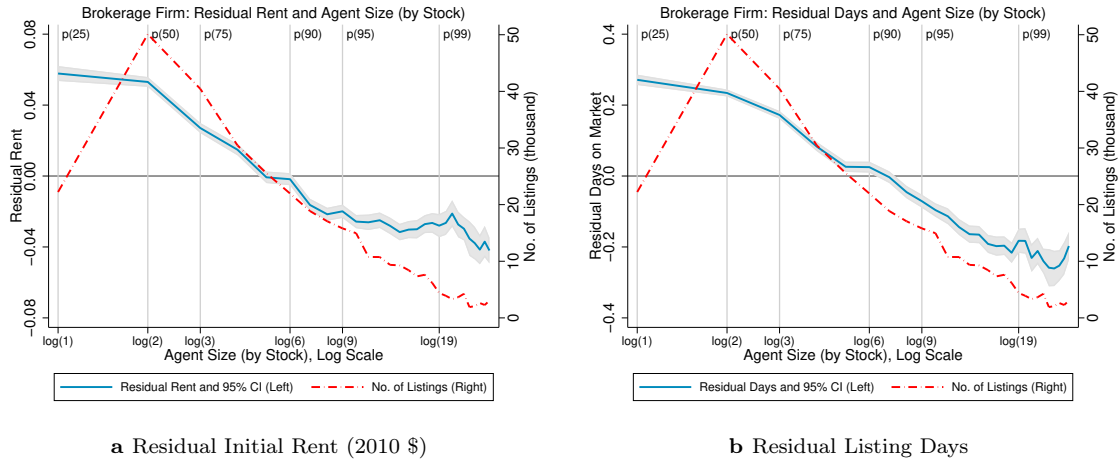 Brokerage Firm: Residual Rent and Agent Size (by Stock)
p(25) p(50) p(75) p(90) p(95) p(99)
0.08
0.04
0.00
−0.04
−0.08
Residual Rent
50
40
30
20
10
0
No. of Listings (thousand)
log(1) log(2) log(3) log(6) log(9) log(19)
Agent Size (by Stock), Log Scale
Residual Rent and 95% CI (Left) No. of Listings (Right)
a Residual Initial Rent (2010 $)
Brokerage Firm: Residual Days and Agent Size (by Stock)
p(25) p(50) p(75) p(90) p(95) p(99)
0.4
0.2
0.0
−0.2
−0.4
Residual Days on Market
50
40
30
20
10
0
No. of Listings (thousand)
log(1) log(2) log(3) log(6) log(9) log(19)
Agent Size (by Stock), Log Scale
Residual Days and 95% CI (Left) No. of Listings (Right)
b Residual Listing Days